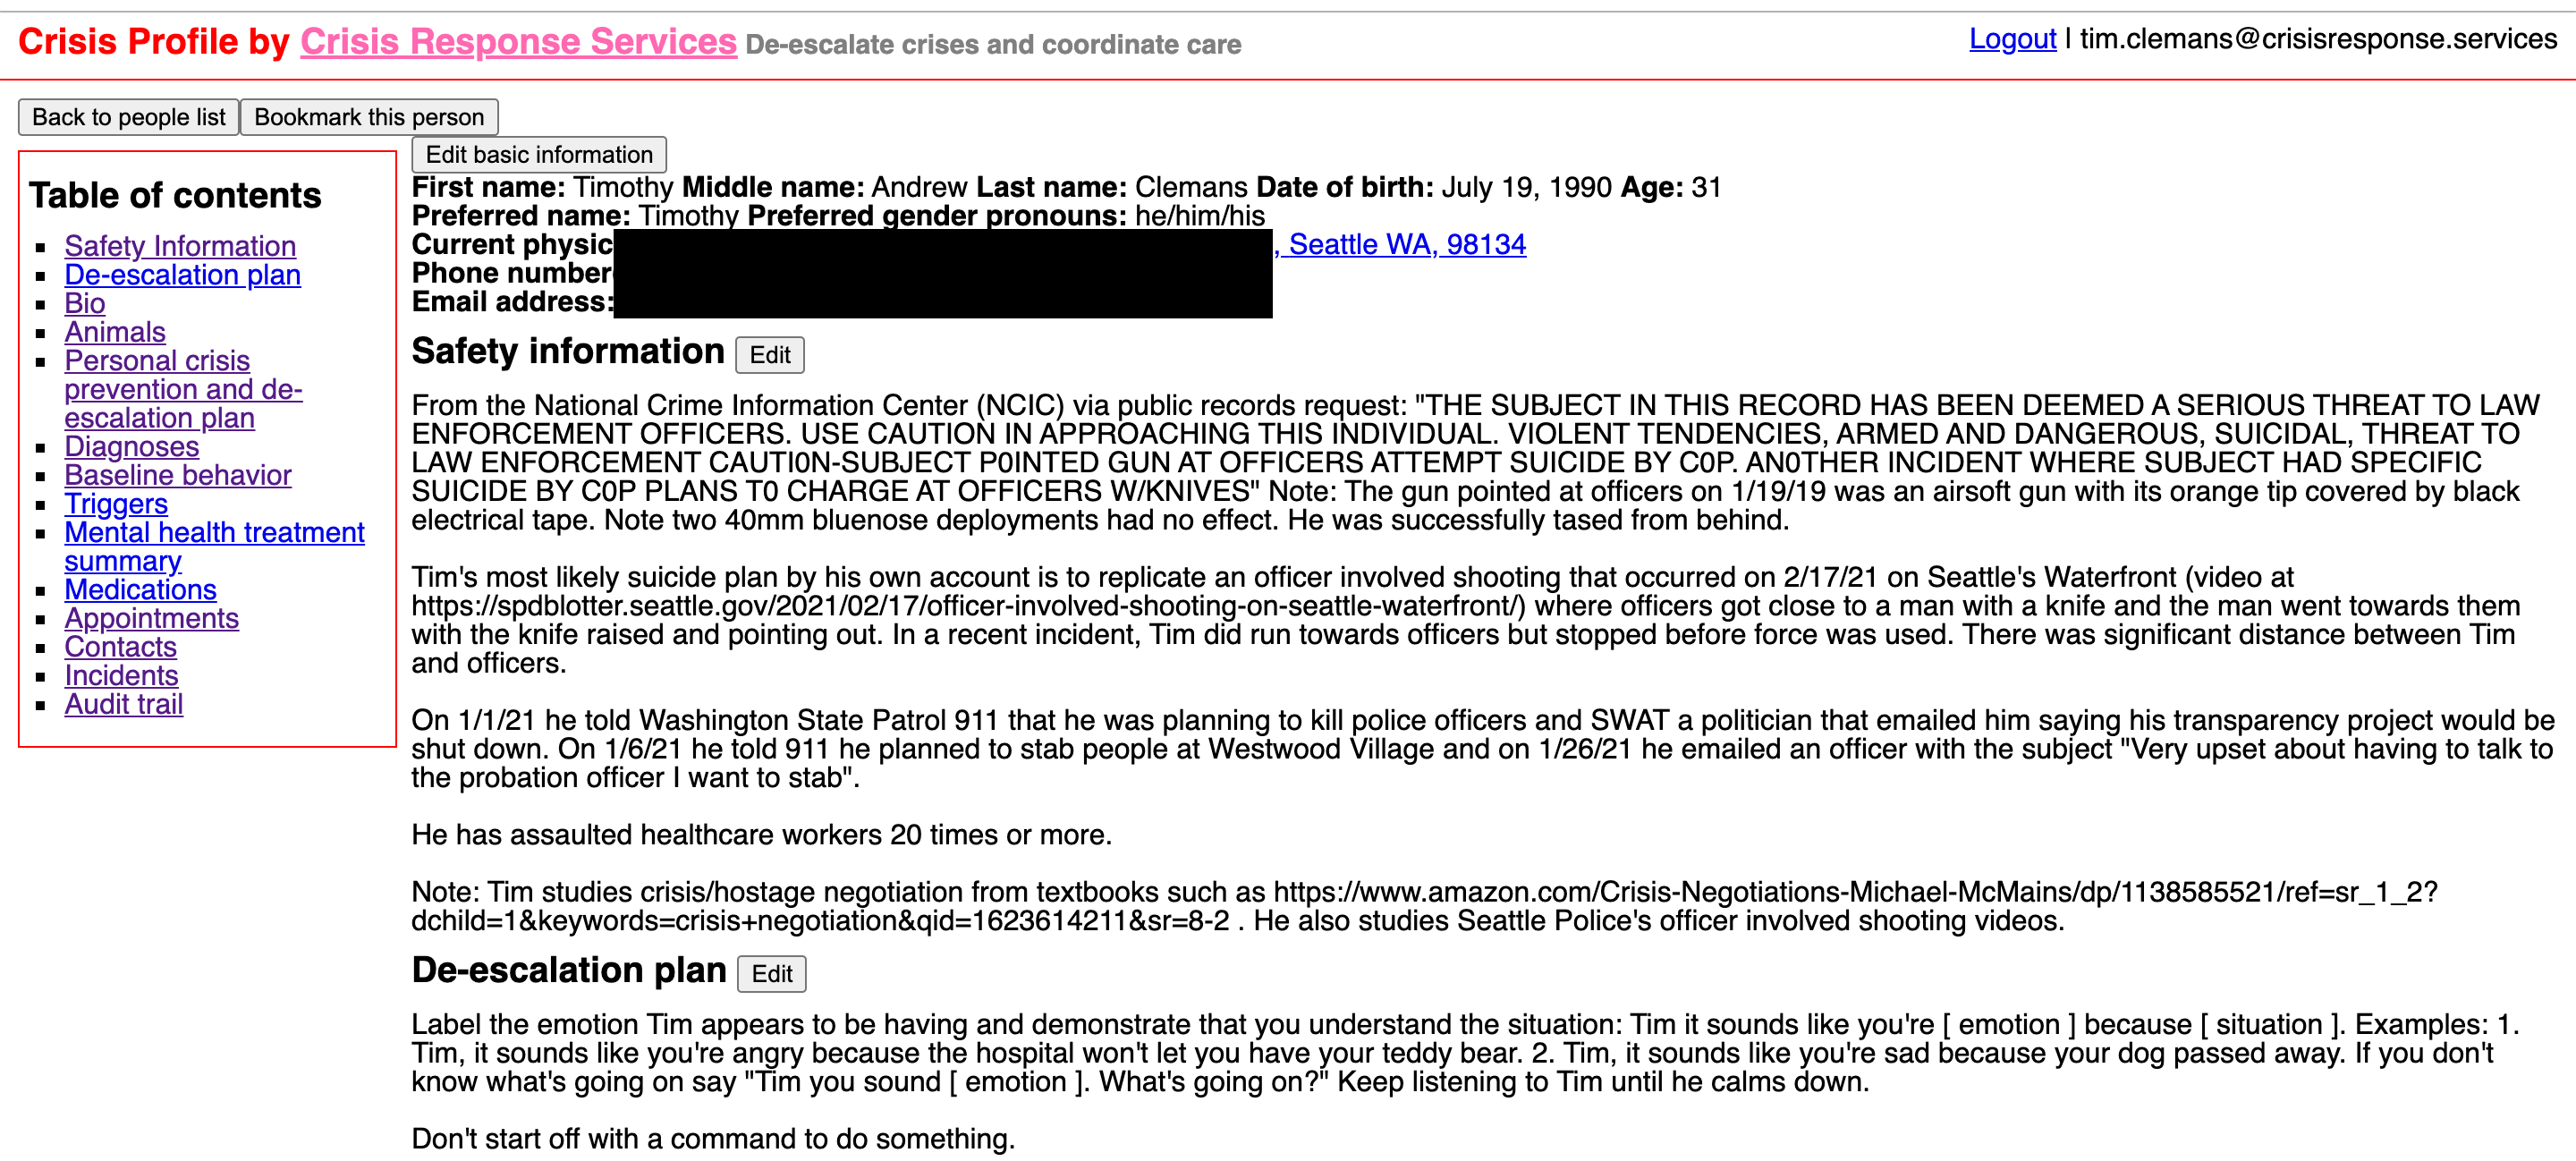 Crisis Profile by Crisis Response Services De-escalate crises and coordinate care
Logout | tim.clemans@crisisresponse.services
Back to people list Bookmark this person
Table of contents
Safety Information
De-escalation plan
Bio
Animals
Personal crisis
prevention and de-
escalation plan
Diagnoses
Baseline behavior
Triggers
Mental health treatment
summary
Medications
Appointments
Contacts
Incidents
Audit trail
Edit basic information
First name: Timothy Middle name: Andrew Last name: Clemans Date of birth: July 19, 1990 Age: 31
Preferred name: Timothy Preferred gender pronouns: he/him/his
Current physic , Seattle WA, 98134
Phone number
Email address:
Safety information Edit
From the National Crime Information Center (NCIC) via public records request: "THE SUBJECT IN THIS RECORD HAS BEEN DEEMED A SERIOUS THREAT TO LAW
ENFORCEMENT OFFICERS. USE CAUTION IN APPROACHING THIS INDIVIDUAL. VIOLENT TENDENCIES, ARMED AND DANGEROUS, SUICIDAL, THREAT TO
LAW ENFORCEMENT CAUTI0N-SUBJECT P0INTED GUN AT OFFICERS ATTEMPT SUICIDE BY C0P. AN0THER INCIDENT WHERE SUBJECT HAD SPECIFIC
SUICIDE BY C0P PLANS T0 CHARGE AT OFFICERS W/KNIVES" Note: The gun pointed at officers on 1/19/19 was an airsoft gun with its orange tip covered by black
electrical tape. Note two 40mm bluenose deployments had no effect. He was successfully tased from behind.
Tim's most likely suicide plan by his own account is to replicate an officer involved shooting that occurred on 2/17/21 on Seattle's Waterfront (video at
https://spdblotter.seattle.gov/2021/02/17/officer-involved-shooting-on-seattle-waterfront/) where officers got close to a man with a knife and the man went towards them
with the knife raised and pointing out. In a recent incident, Tim did run towards officers but stopped before force was used. There was significant distance between Tim
and officers.
On 1/1/21 he told Washington State Patrol 911 that he was planning to kill police officers and SWAT a politician that emailed him saying his transparency project would be
shut down. On 1/6/21 he told 911 he planned to stab people at Westwood Village and on 1/26/21 he emailed an officer with the subject "Very upset about having to talk to
the probation officer I want to stab".
He has assaulted healthcare workers 20 times or more.
Note: Tim studies crisis/hostage negotiation from textbooks such as https://www.amazon.com/Crisis-Negotiations-Michael-McMains/dp/1138585521/ref=sr_1_2?
dchild=1&keywords=crisis+negotiation&qid=1623614211&sr=8-2 . He also studies Seattle Police's officer involved shooting videos.
De-escalation plan Edit
Label the emotion Tim appears to be having and demonstrate that you understand the situation: Tim it sounds like you're [ emotion ] because [ situation ]. Examples: 1.
Tim, it sounds like you're angry because the hospital won't let you have your teddy bear. 2. Tim, it sounds like you're sad because your dog passed away. If you don't
know what's going on say "Tim you sound [ emotion ]. What's going on?" Keep listening to Tim until he calms down.
Don't start off with a command to do something.